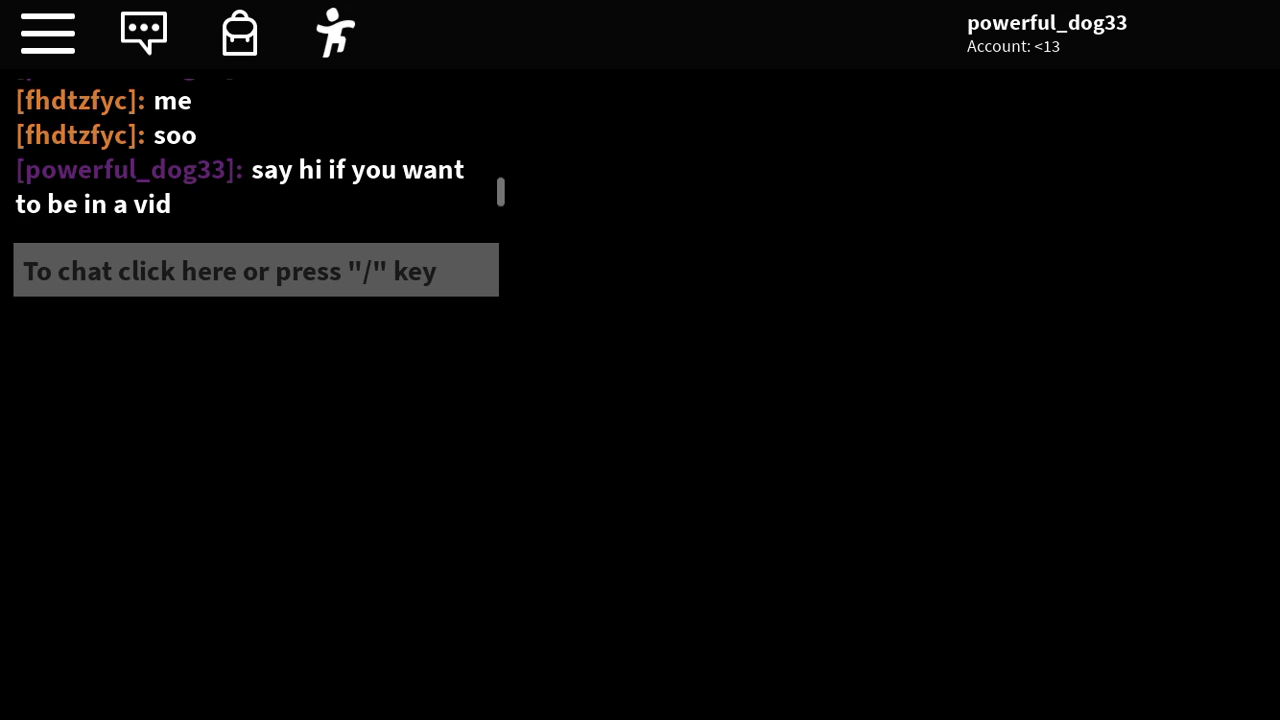 powerful_dog33
Account: <13
[fhdtzfyc]: me
[fhdtzfyc]: soo
[powerful_dog33]: say hi if you want
to be in a vid
To chat click here or press "/" key